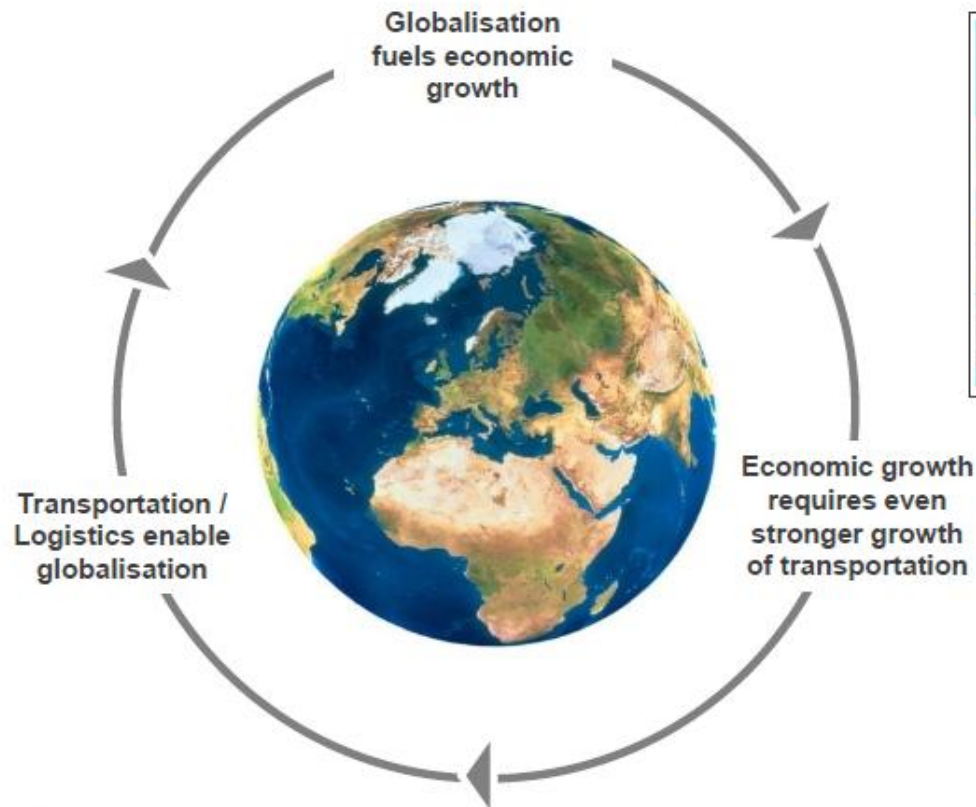 Globalisation
fuels economic
growth
Economic growth
requires even
stronger growth
of transportation
Transportation /
Logistics enable
globalisation